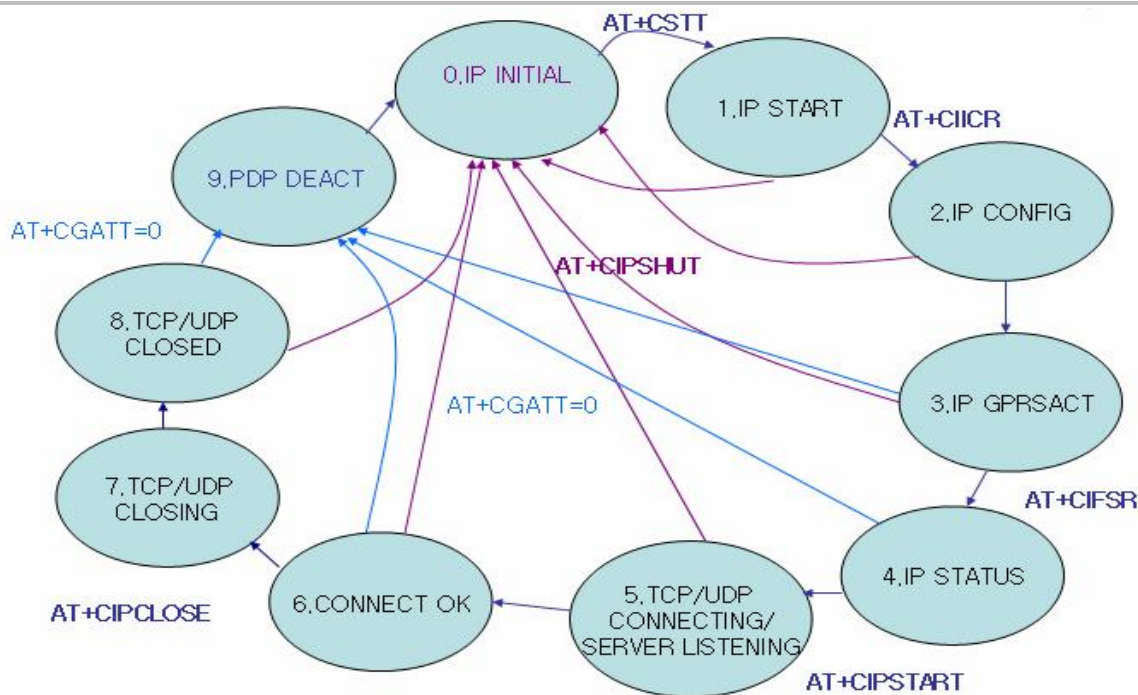 AT+CSTT
0,IP INITIAL
1,IP START
AT+CIICR
9,PDP DEACT
2,IP CONFIG
AT+CGATT=0
AT+CIPSHUT
8,TCP/UDP
CLOSED
3,IP GPRSACT
AT+CGATT=0
7,TCP/UDP
CLOSING
AT+CIFSR
4,IP STATUS
6,CONNECT OK
5,TCP/UDP
CONNECTING/
SERVER LISTENING
AT+CIPCLOSE
AT+CIPSTART